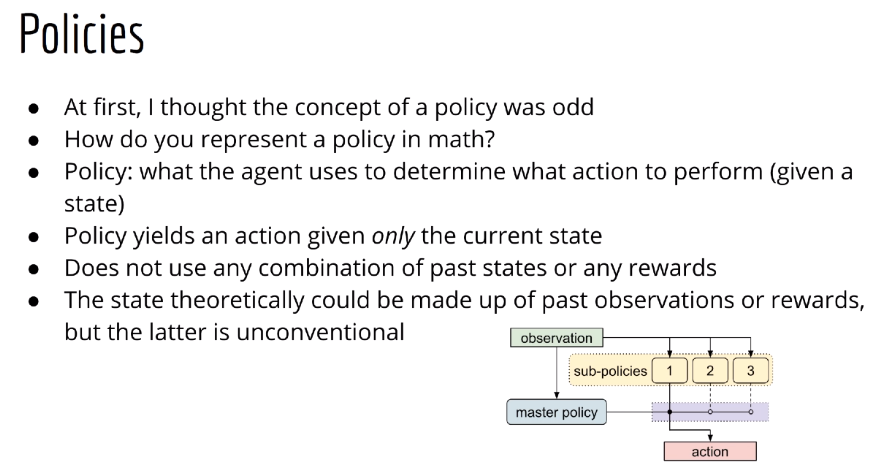 Policies
● At first, I thought the concept of a policy was odd
● How do you represent a policy in math?
● Policy: what the agent uses to determine what action to perform (given a
state)
● Policy yields an action given only the current state
● Does not use any combination of past states or any rewards
● The state theoretically could be made up of past observations or rewards,
but the latter is unconventional
observation
sub-policies 1 2 3
master policy
action